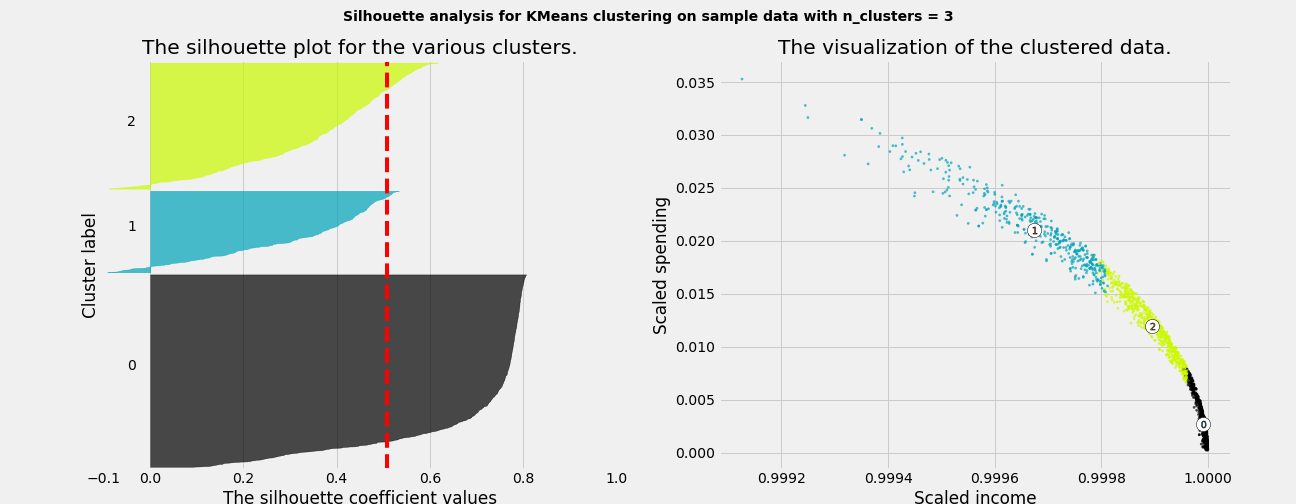 Silhouette analysis for KMeans clustering on sample data with n_clusters = 3
The silhouette plot for the various clusters.
Cluster label
2
1
0
−0.1 0.0 0.2 0.4 0.6 0.8 1.0
The silhouette coefficient values
The visualization of the clustered data.
Scaled spending
0.035
0.030
0.025
0.020
0.015
0.010
0.005
0.000
1
2
0
0.9992 0.9994 0.9996 0.9998 1.0000
Scaled income